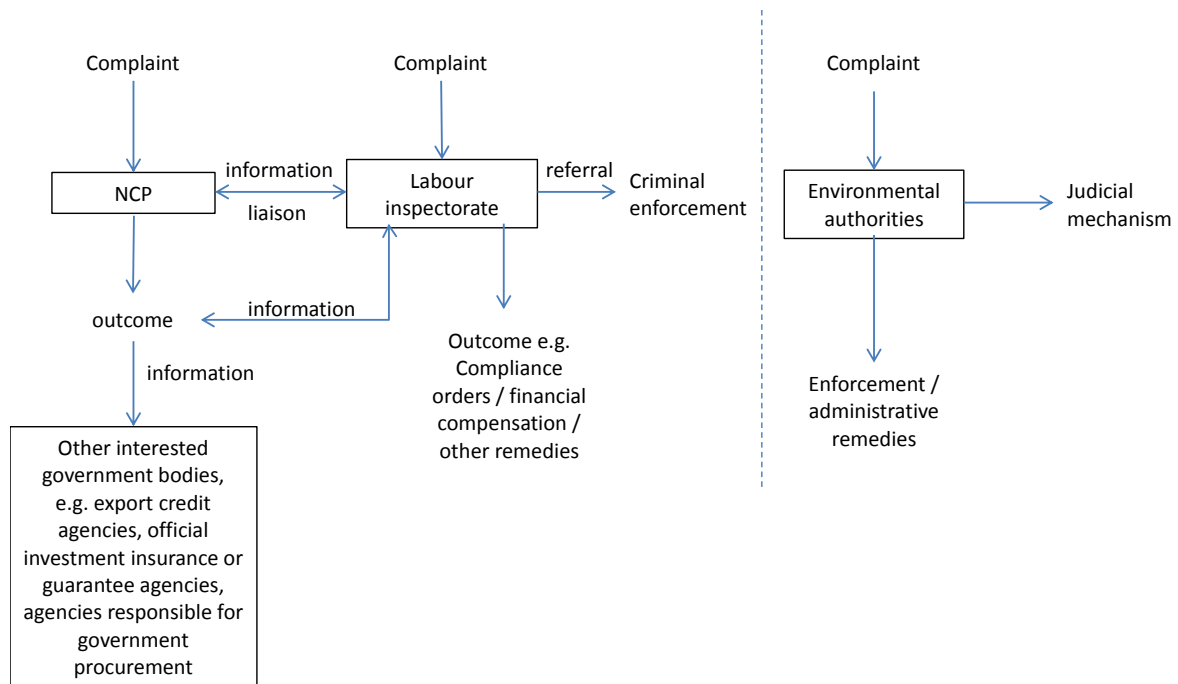 Complaint
NCP
information
liaison
outcome
information
information
Other interested
government bodies,
e.g. export credit
agencies, official
investment insurance or
guarantee agencies,
agencies responsible for
government
procurement
Complaint
Labour
inspectorate
referral
Criminal
enforcement
Outcome e.g.
Compliance
orders / financial
compensation /
other remedies
Complaint
Environmental
authorities
Judicial
mechanism
Enforcement /
administrative
remedies